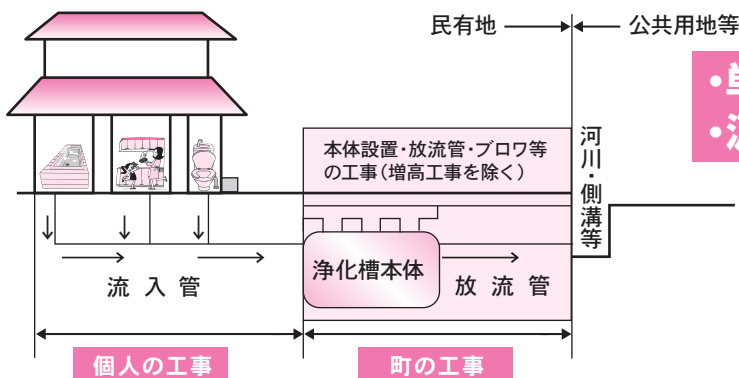 民有地
公共用地等
本体設置・放流管・ブロワ等
の工事（増高工事を除く）
河川・側溝等
浄化槽本体
流入管
放流管
個人の工事
町の工事